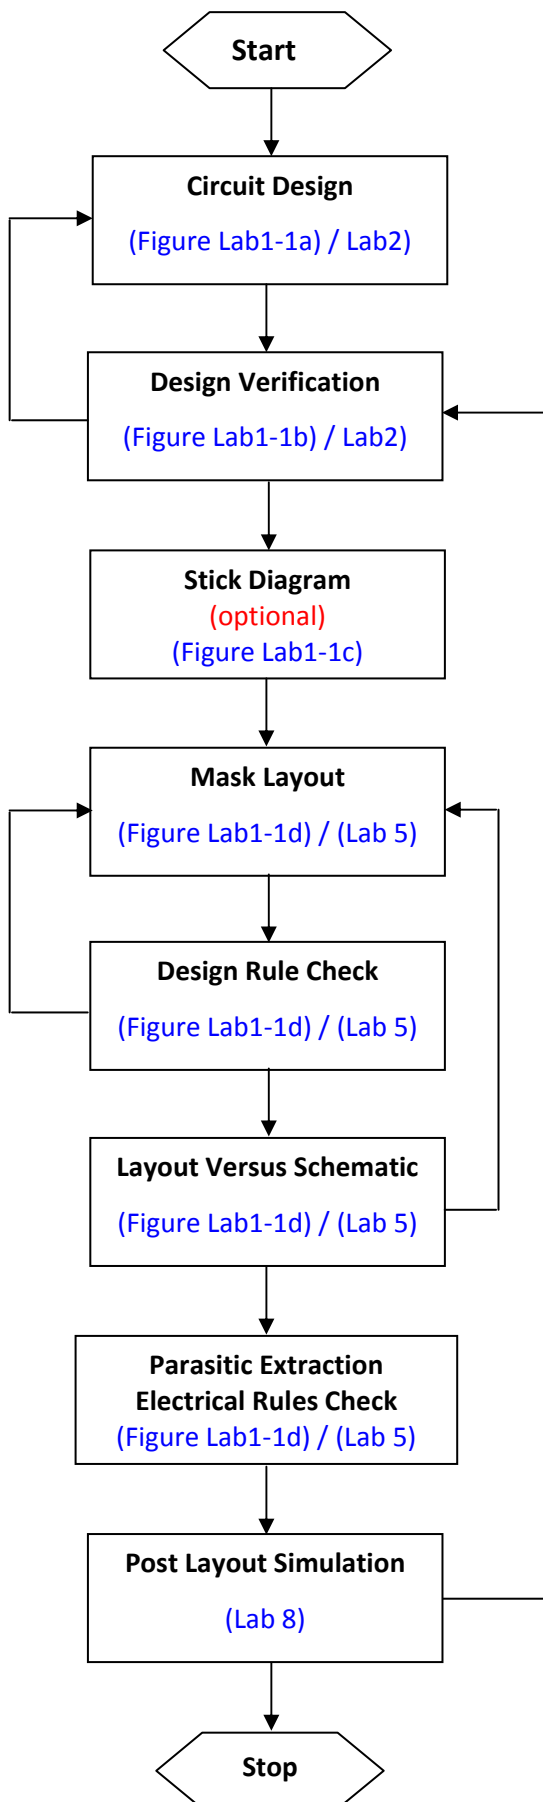 Start
Circuit Design
(Figure Lab1-1a) / Lab2)
Design Verification
(Figure Lab1-1b) / Lab2)
Stick Diagram
(optional)
(Figure Lab1-1c)
Mask Layout
(Figure Lab1-1d) / (Lab 5)
Design Rule Check
(Figure Lab1-1d) / (Lab 5)
Layout Versus Schematic
(Figure Lab1-1d) / (Lab 5)
Parasitic Extraction
Electrical Rules Check
(Figure Lab1-1d) / (Lab 5)
Post Layout Simulation
(Lab 8)
Stop